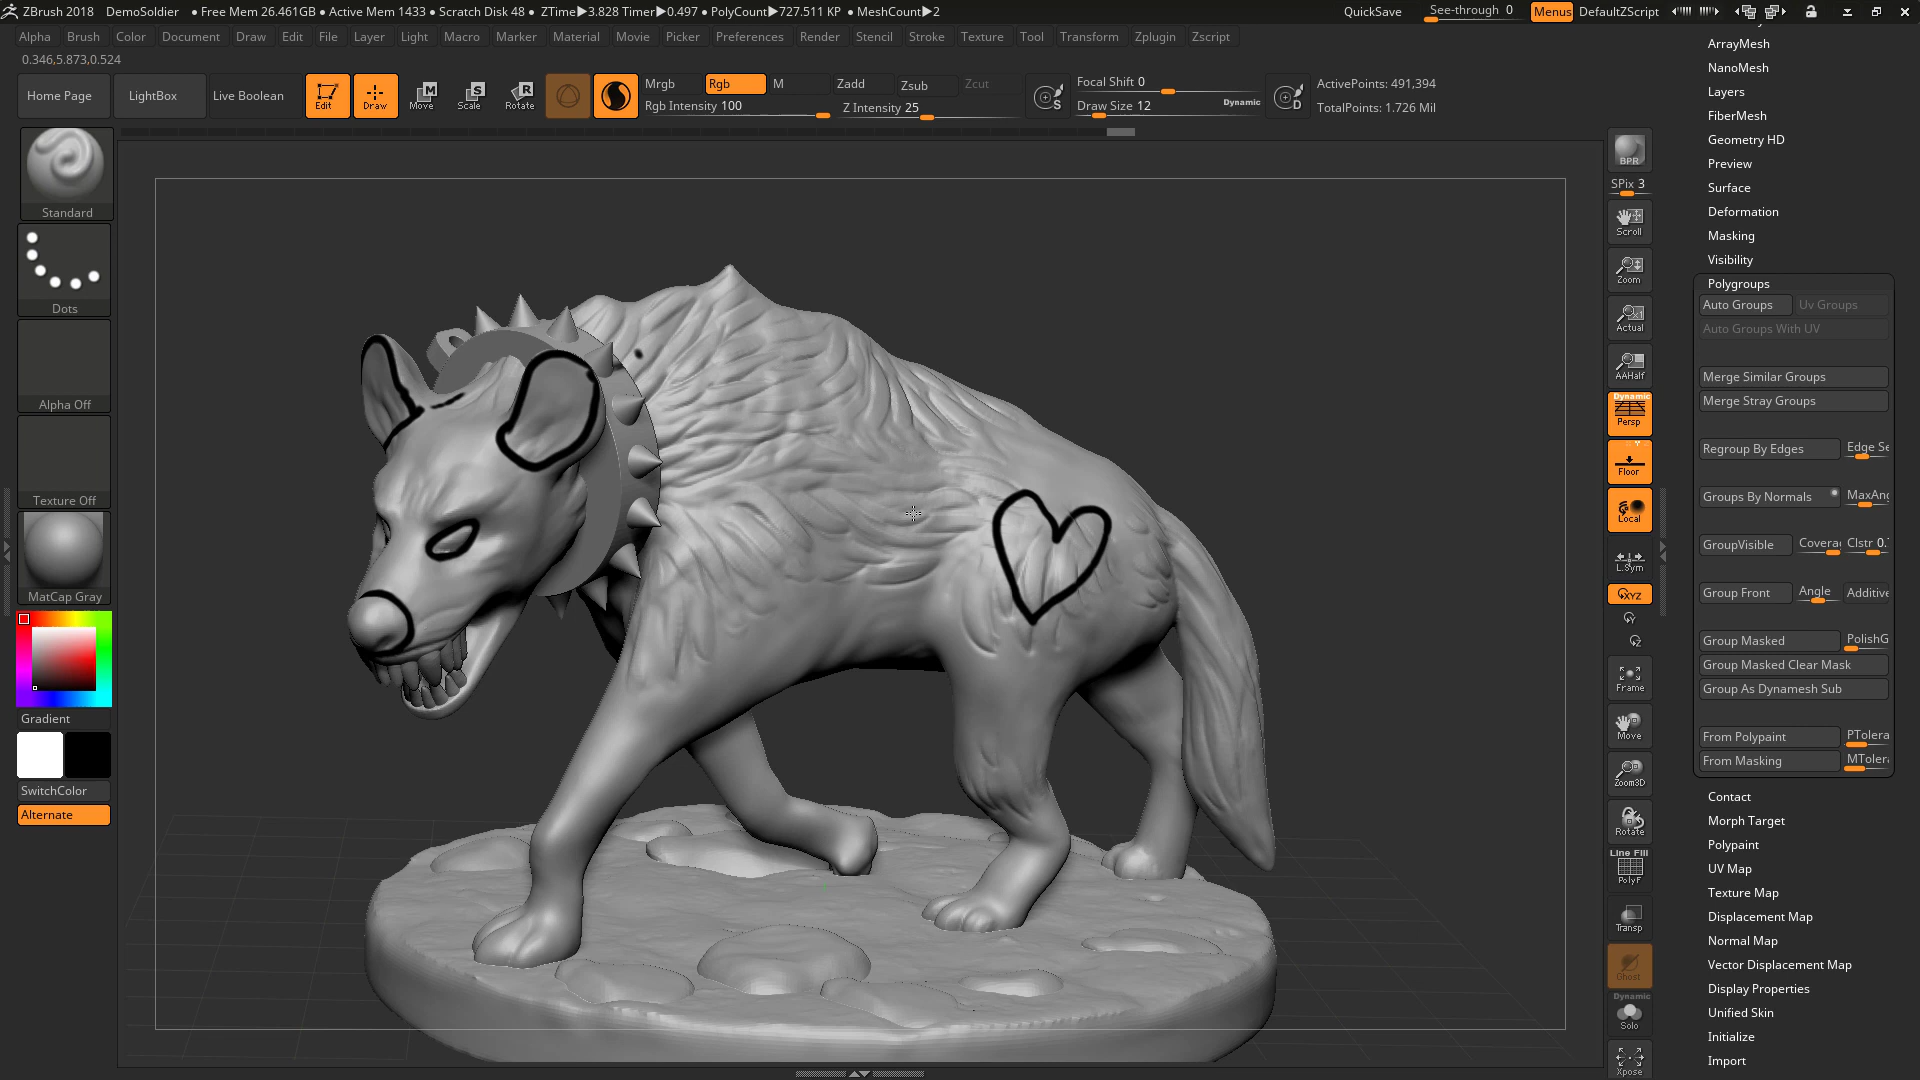 ZBrush 2018 DemoSoldier ● Free Mem 26.461GB ● Active Mem 1433 ● Scratch Disk 48 ● ZTime▶3.828 Timer▶0.497 ● PolyCount▶727.511 KP ● MeshCount▶2 QuickSave See-through 0 Menus DefaultZScript
Alpha Brush Color Document Draw Edit File Layer Light Macro Marker Material Movie Picker Preferences Render Stencil Stroke Texture Tool Transform Zplugin Zscript
0.346,5.873,0.524
Home Page LightBox Live Boolean Edit Draw Move Scale Rotate
Mrgb Rgb M Zadd Zsub Zcut
Rgb Intensity 100 Z Intensity 25
S Focal Shift 0
Draw Size 12 Dynamic D
ActivePoints: 491,394
TotalPoints: 1.726 Mil
Standard
Dots
Alpha Off
Texture Off
MatCap Gray
Gradient
SwitchColor
Alternate
BPR
SPix 3
Scroll
Zoom
Actual
AAHalf
Dynamic
Persp
Floor
Local
L.Sym
XYZ
Y
Z
Frame
Move
Zoom3D
Rotate
Line Fill
PolyF
Transp
Ghost
Dynamic
Solo
Xpose
ArrayMesh
NanoMesh
Layers
FiberMesh
Geometry HD
Preview
Surface
Deformation
Masking
Visibility
Polygroups
Auto Groups Uv Groups
Auto Groups With UV
Merge Similar Groups
Merge Stray Groups
Regroup By Edges Edge Se
Groups By Normals MaxAng
GroupVisible Covera Clstr 0.
Group Front Angle Additive
Group Masked PolishG
Group Masked Clear Mask
Group As Dynamesh Sub
From Polypaint PTolera
From Masking MToler
Contact
Morph Target
Polypaint
UV Map
Texture Map
Displacement Map
Normal Map
Vector Displacement Map
Display Properties
Unified Skin
Initialize
Import